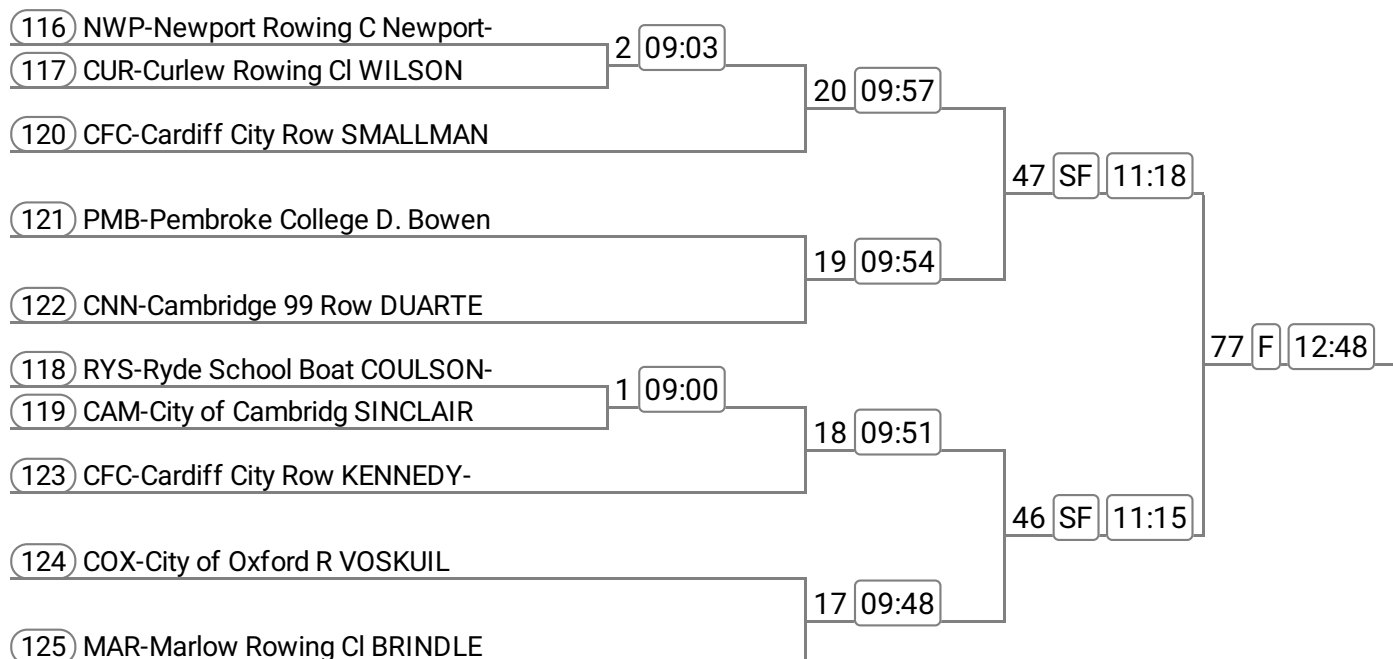 116 NWP-Newport Rowing C Newport-
2 09:03
117 CUR-Curlew Rowing Cl WILSON
20 09:57
120 CFC-Cardiff City Row SMALLMAN
47 SF 11:18
121 PMB-Pembroke College D. Bowen
19 09:54
122 CNN-Cambridge 99 Row DUARTE
77 F 12:48
118 RYS-Ryde School Boat COULSON-
1 09:00
119 CAM-City of Cambridg SINCLAIR
18 09:51
123 CFC-Cardiff City Row KENNEDY-
46 SF 11:15
124 COX-City of Oxford R VOSKUIL
17 09:48
125 MAR-Marlow Rowing Cl BRINDLE